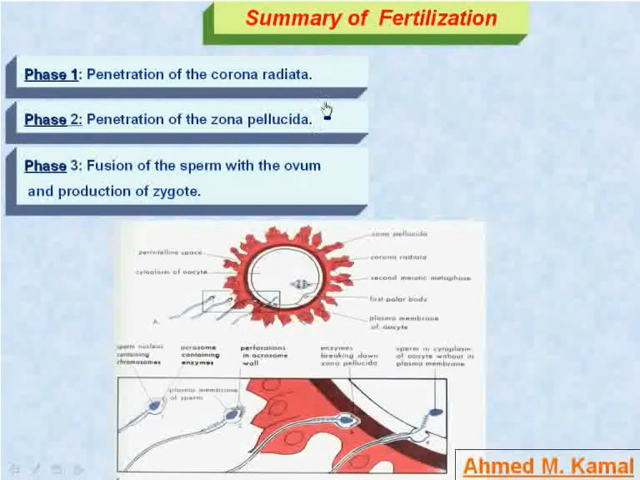 Summary of Fertilization
Phase 1: Penetration of the corona radiata.
Phase 2: Penetration of the zona pellucida.
Phase 3: Fusion of the sperm with the ovum
and production of zygote.
zona pellucida
perivitelline space
corona radiata
cytoplasm of oocyte
second meiotic metaphase
first polar body
plasma membrane
of oocyte
A.
sperm nucleus
containing
chromosomes
acrosome
containing
enzymes
perforations
in acrosome
wall
enzymes
breaking down
zona pellucida
sperm in cytoplasm
of oocyte without its
plasma membrane
plasma membrane
of sperm
Ahmed M. Kamal